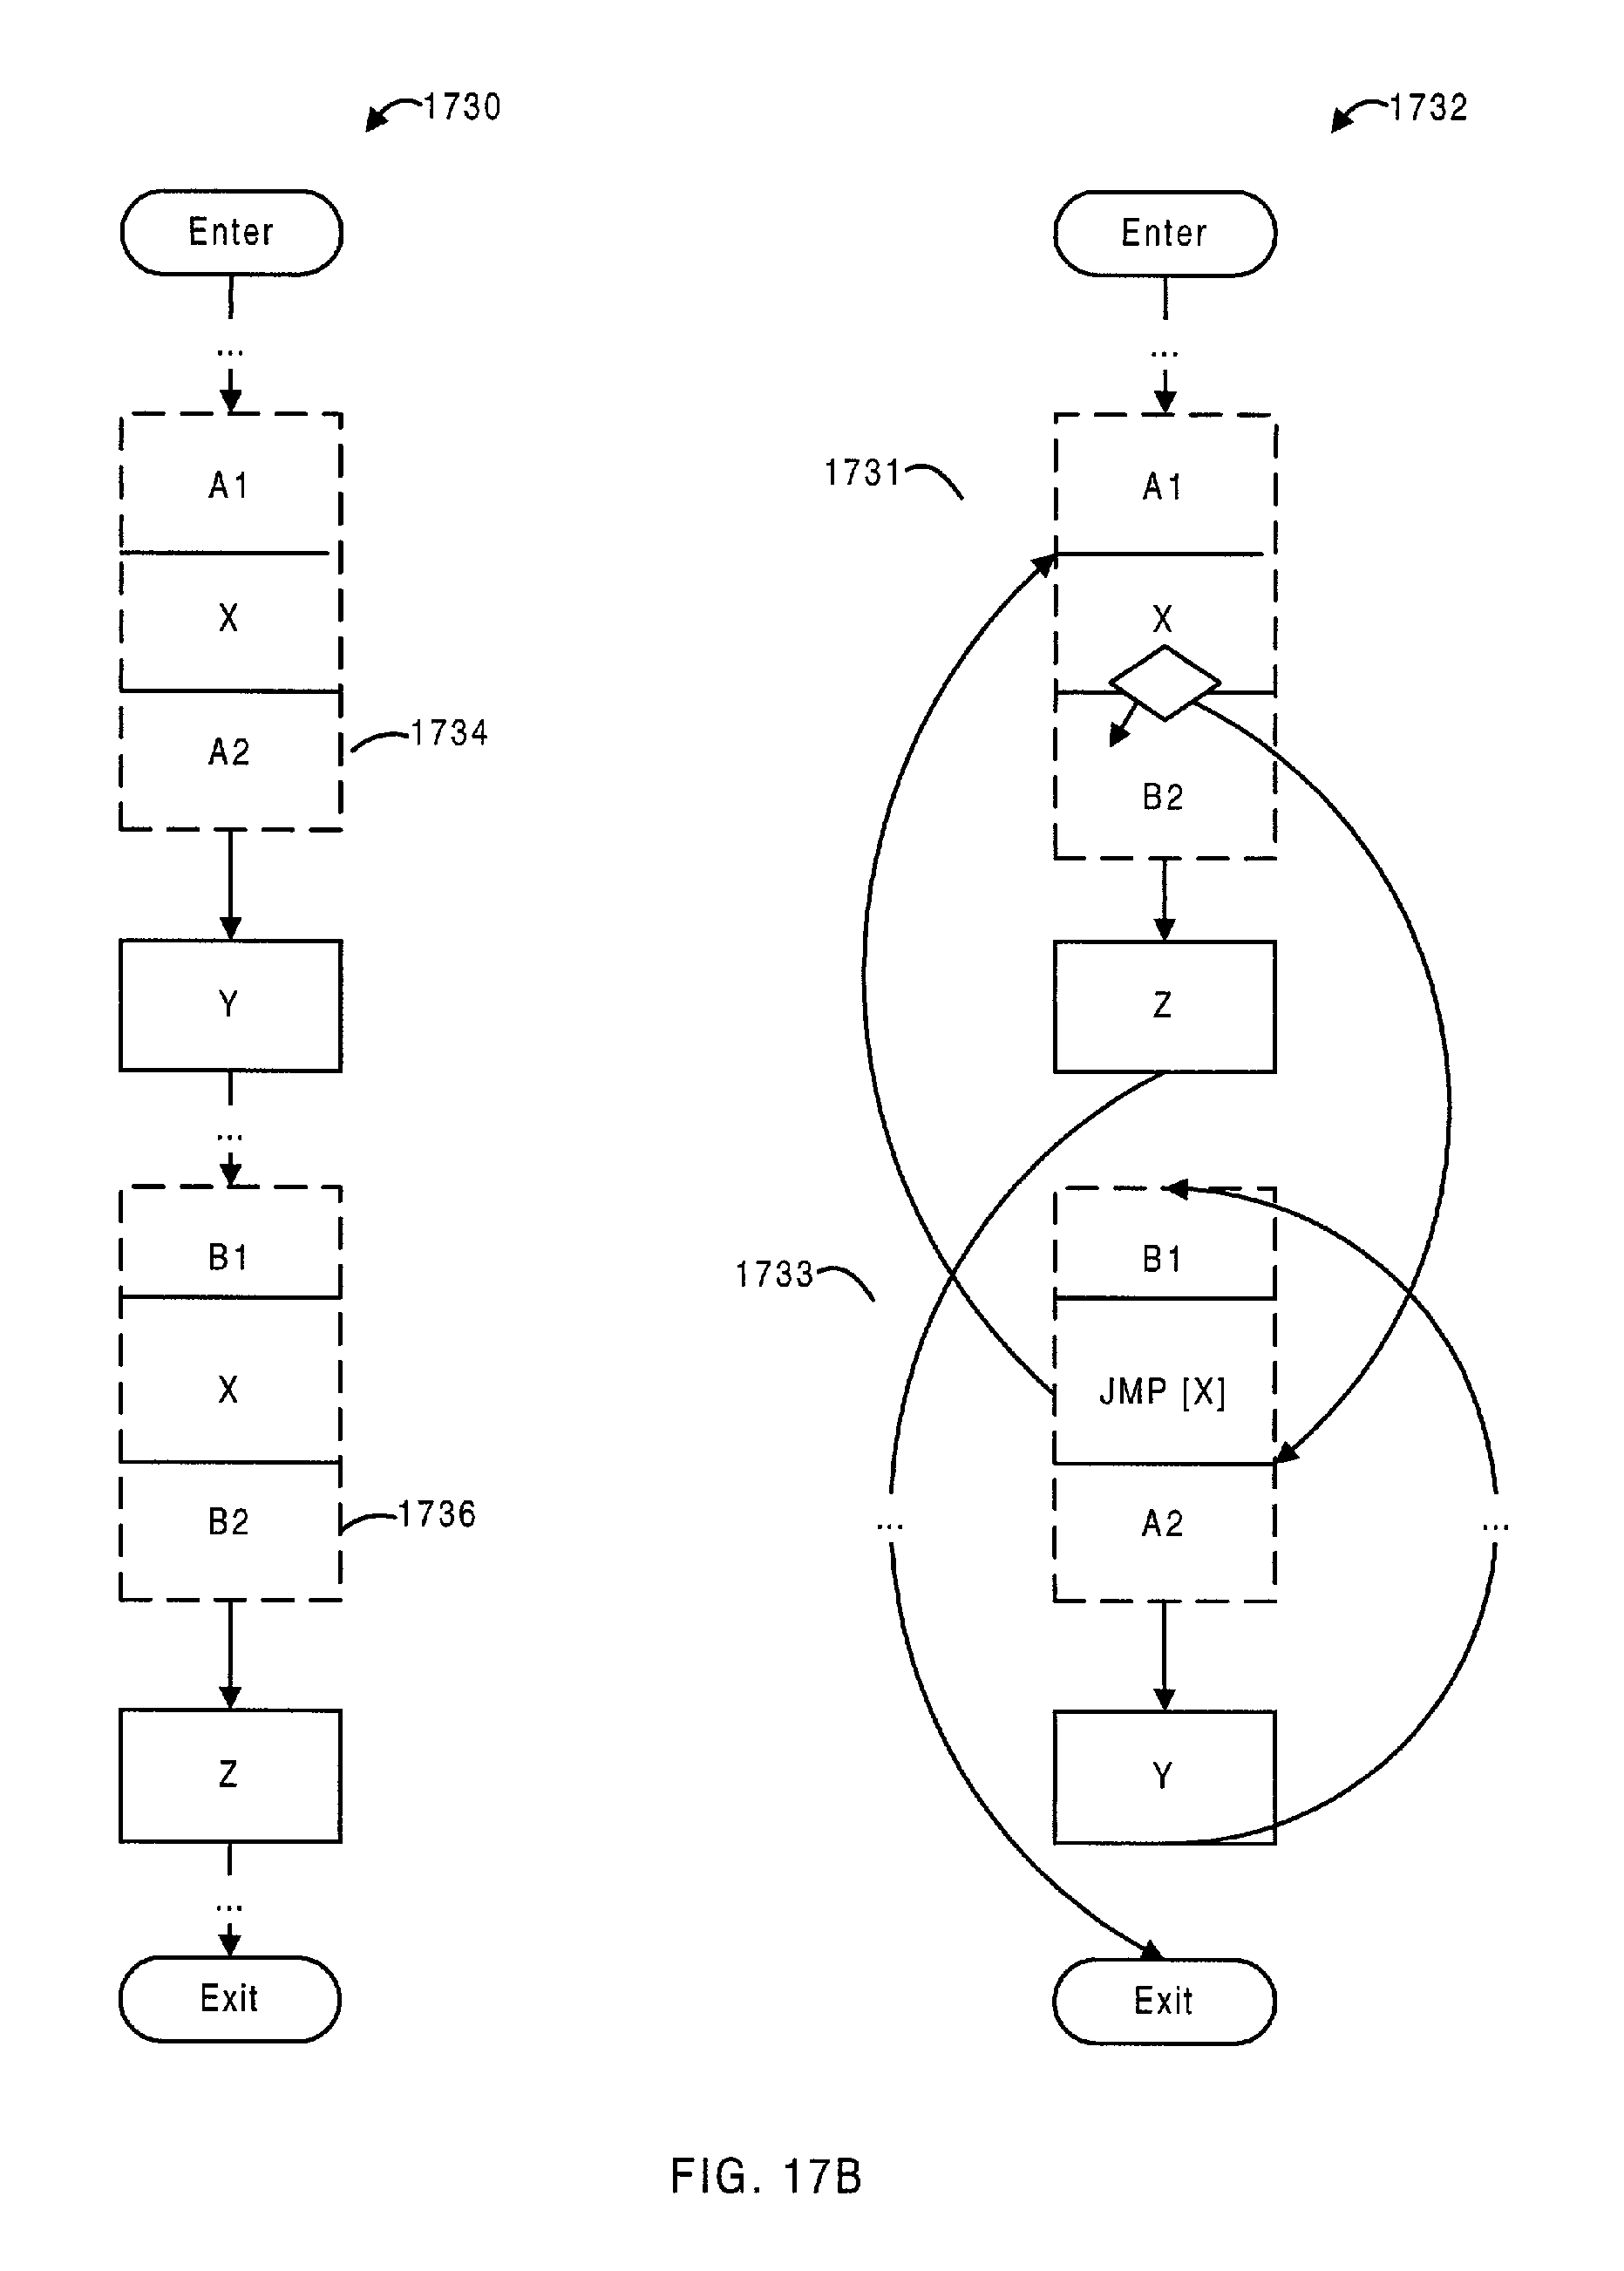 1730
Enter
...
A1
X
A2
1734
Y
...
B1
X
B2
1736
Z
...
Exit
1732
Enter
...
1731
A1
X
B2
Z
1733
B1
JMP [X]
A2
...
...
Y
Exit
FIG. 17B